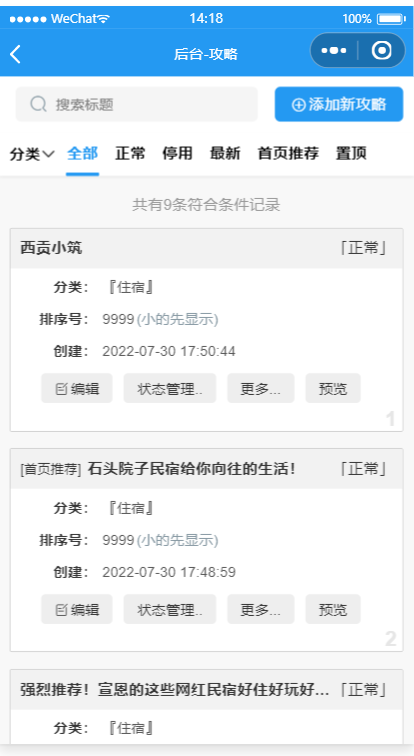 WeChat 14:18 100%
后台-攻略
搜索标题 添加新攻略
分类 全部 正常 停用 最新 首页推荐 置顶
共有9条符合条件记录
西贡小筑 「正常」
分类： 『住宿』
排序号： 9999 (小的先显示)
创建： 2022-07-30 17:50:44
编辑 状态管理.. 更多... 预览
1
[首页推荐] 石头院子民宿给你向往的生活！ 「正常」
分类： 『住宿』
排序号： 9999 (小的先显示)
创建： 2022-07-30 17:48:59
编辑 状态管理.. 更多... 预览
2
强烈推荐！宣恩的这些网红民宿好住好玩好... 「正常」
分类： 『住宿』